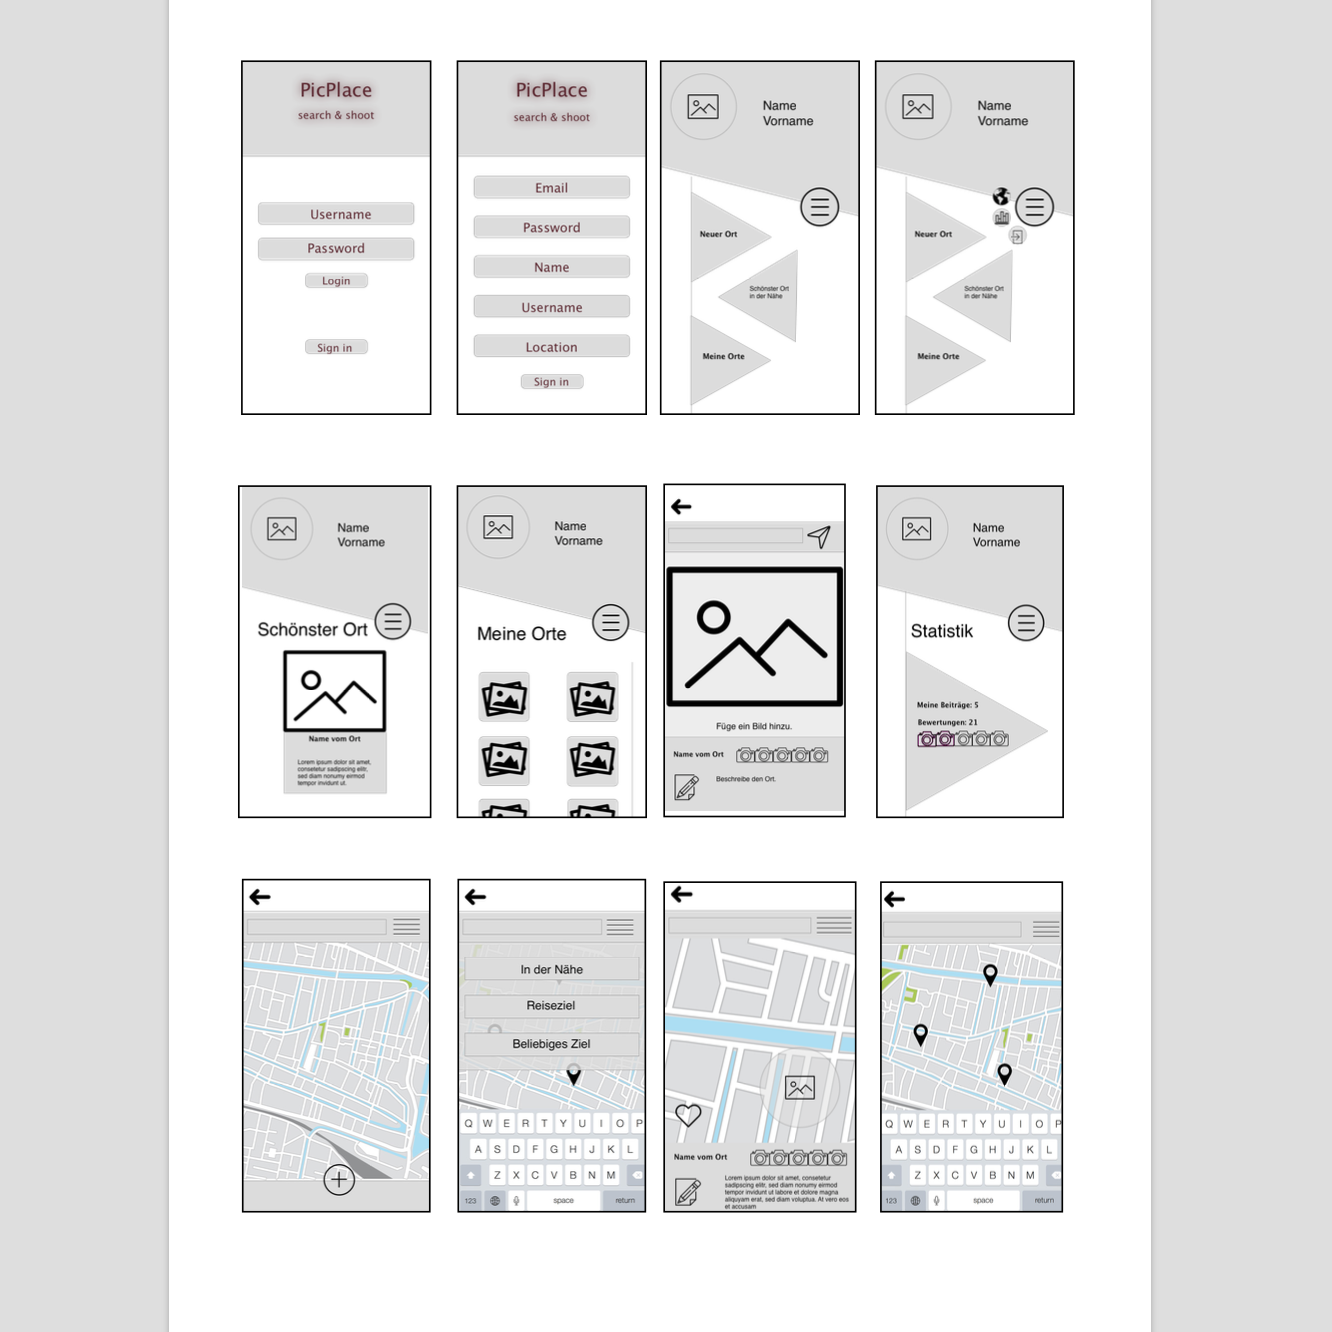 PicPlace
search & shoot
Username
Password
Login
Sign in
PicPlace
search & shoot
Email
Password
Name
Username
Location
Sign in
Name
Vorname
Neuer Ort
Schönster Ort
in der Nähe
Meine Orte
Name
Vorname
Neuer Ort
Schönster Ort
in der Nähe
Meine Orte
Name
Vorname
Schönster Ort
Name vom Ort
Lorem ipsum dolor sit amet,
consetetur sadipscing elitr,
sed diam nonumy eirmod
tempor invidunt ut.
Name
Vorname
Meine Orte
Füge ein Bild hinzu.
Name vom Ort
Beschreibe den Ort.
Name
Vorname
Statistik
Meine Beiträge: 5
Bewertungen: 21
In der Nähe
Reiseziel
Beliebiges Ziel
Q W E R T Y U I O P
A S D F G H J K L
Z X C V B N M
123 space return
Name vom Ort
Lorem ipsum dolor sit amet, consetetur
sadipscing elitr, sed diam nonumy eirmod
tempor invidunt ut labore et dolore magna
aliquyam erat, sed diam voluptua. At vero eos
et accusam
Q W E R T Y U I O P
A S D F G H J K L
Z X C V B N M
123 space return